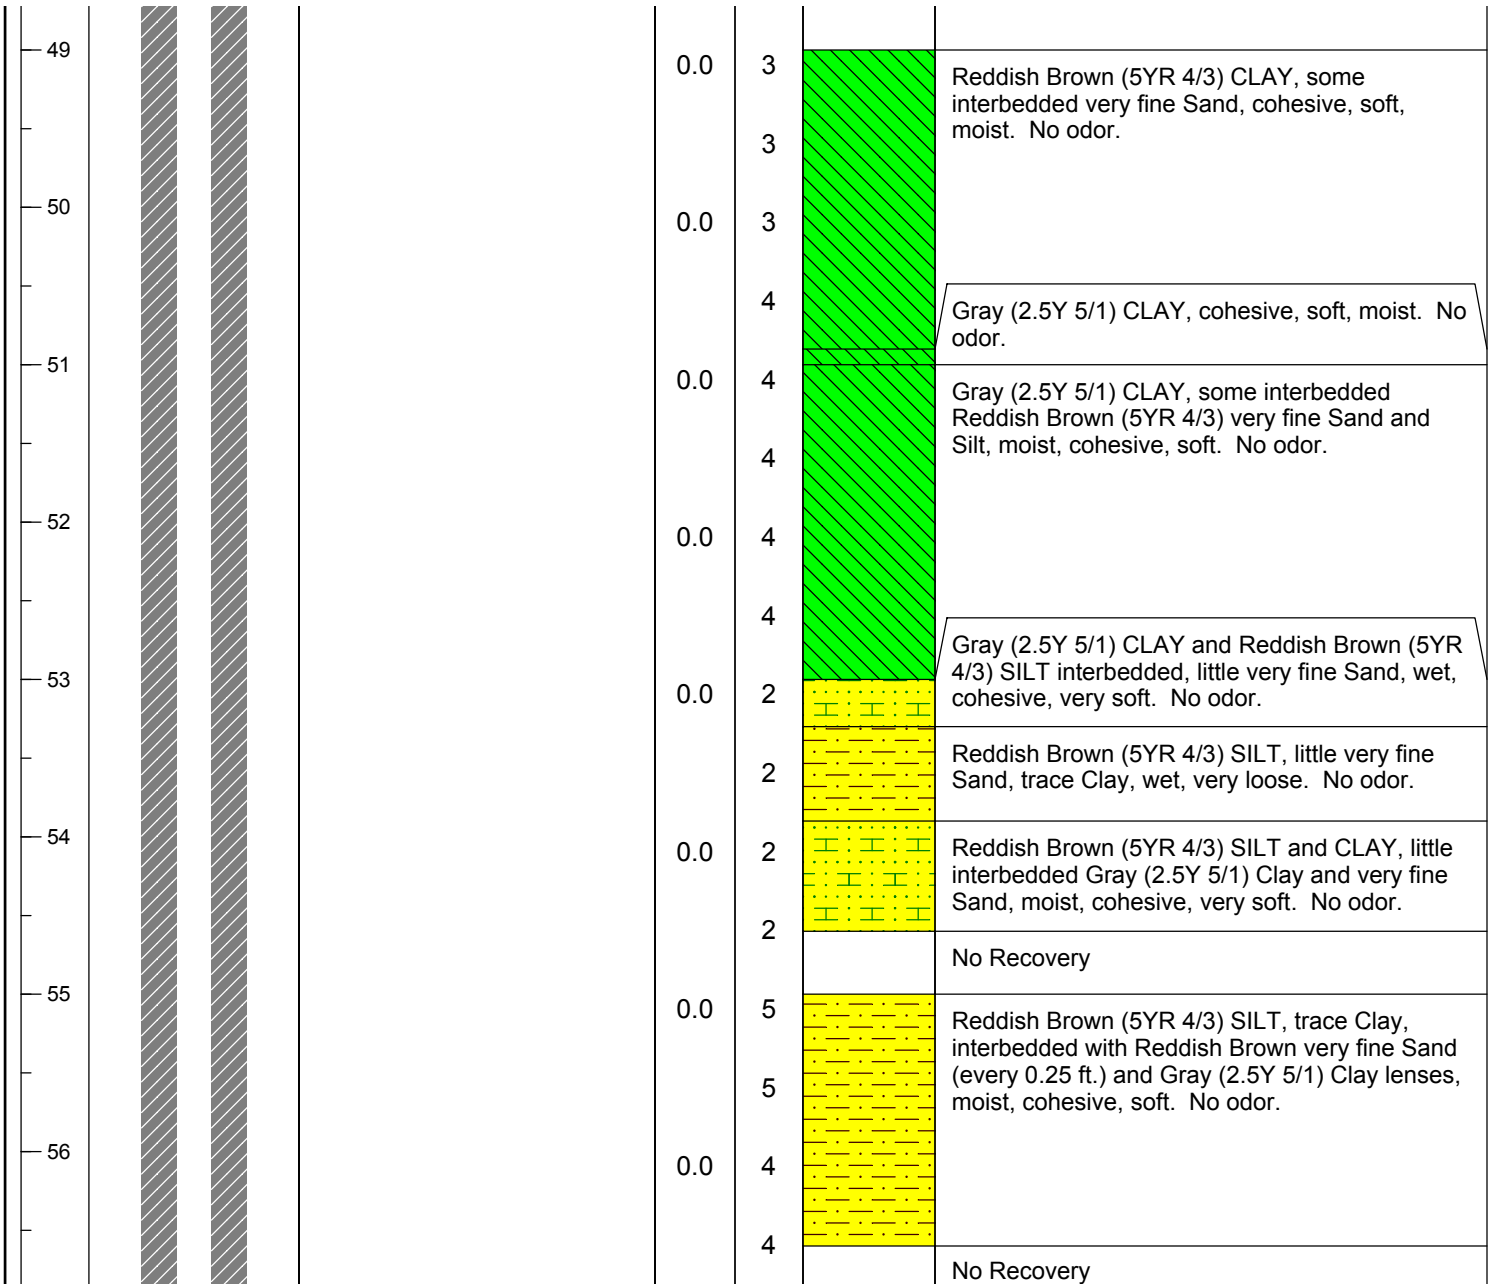 49
0.0 3
Reddish Brown (5YR 4/3) CLAY, some
interbedded very fine Sand, cohesive, soft,
moist.  No odor.
3
50
0.0 3
4
Gray (2.5Y 5/1) CLAY, cohesive, soft, moist.  No
odor.
51
0.0 4
Gray (2.5Y 5/1) CLAY, some interbedded
Reddish Brown (5YR 4/3) very fine Sand and
Silt, moist, cohesive, soft.  No odor.
4
52
0.0 4
4
Gray (2.5Y 5/1) CLAY and Reddish Brown (5YR
4/3) SILT interbedded, little very fine Sand, wet,
cohesive, very soft.  No odor.
53
0.0 2
Reddish Brown (5YR 4/3) SILT, little very fine
Sand, trace Clay, wet, very loose.  No odor.
2
54
0.0 2
Reddish Brown (5YR 4/3) SILT and CLAY, little
interbedded Gray (2.5Y 5/1) Clay and very fine
Sand, moist, cohesive, very soft.  No odor.
2
No Recovery
55
0.0 5
Reddish Brown (5YR 4/3) SILT, trace Clay,
interbedded with Reddish Brown very fine Sand
(every 0.25 ft.) and Gray (2.5Y 5/1) Clay lenses,
moist, cohesive, soft.  No odor.
5
56
0.0 4
4
No Recovery